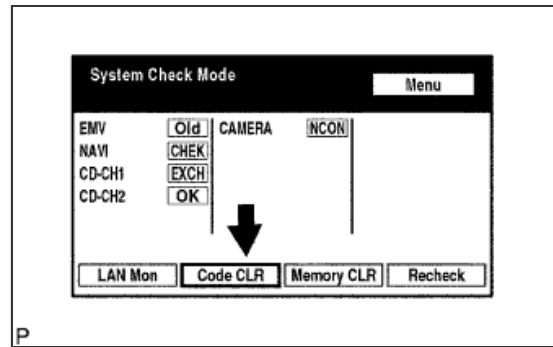 System Check Mode
Menu
EMV Old CAMERA NCON
NAVI CHEK
CD-CH1 EXCH
CD-CH2 OK
LAN Mon Code CLR Memory CLR Recheck
P